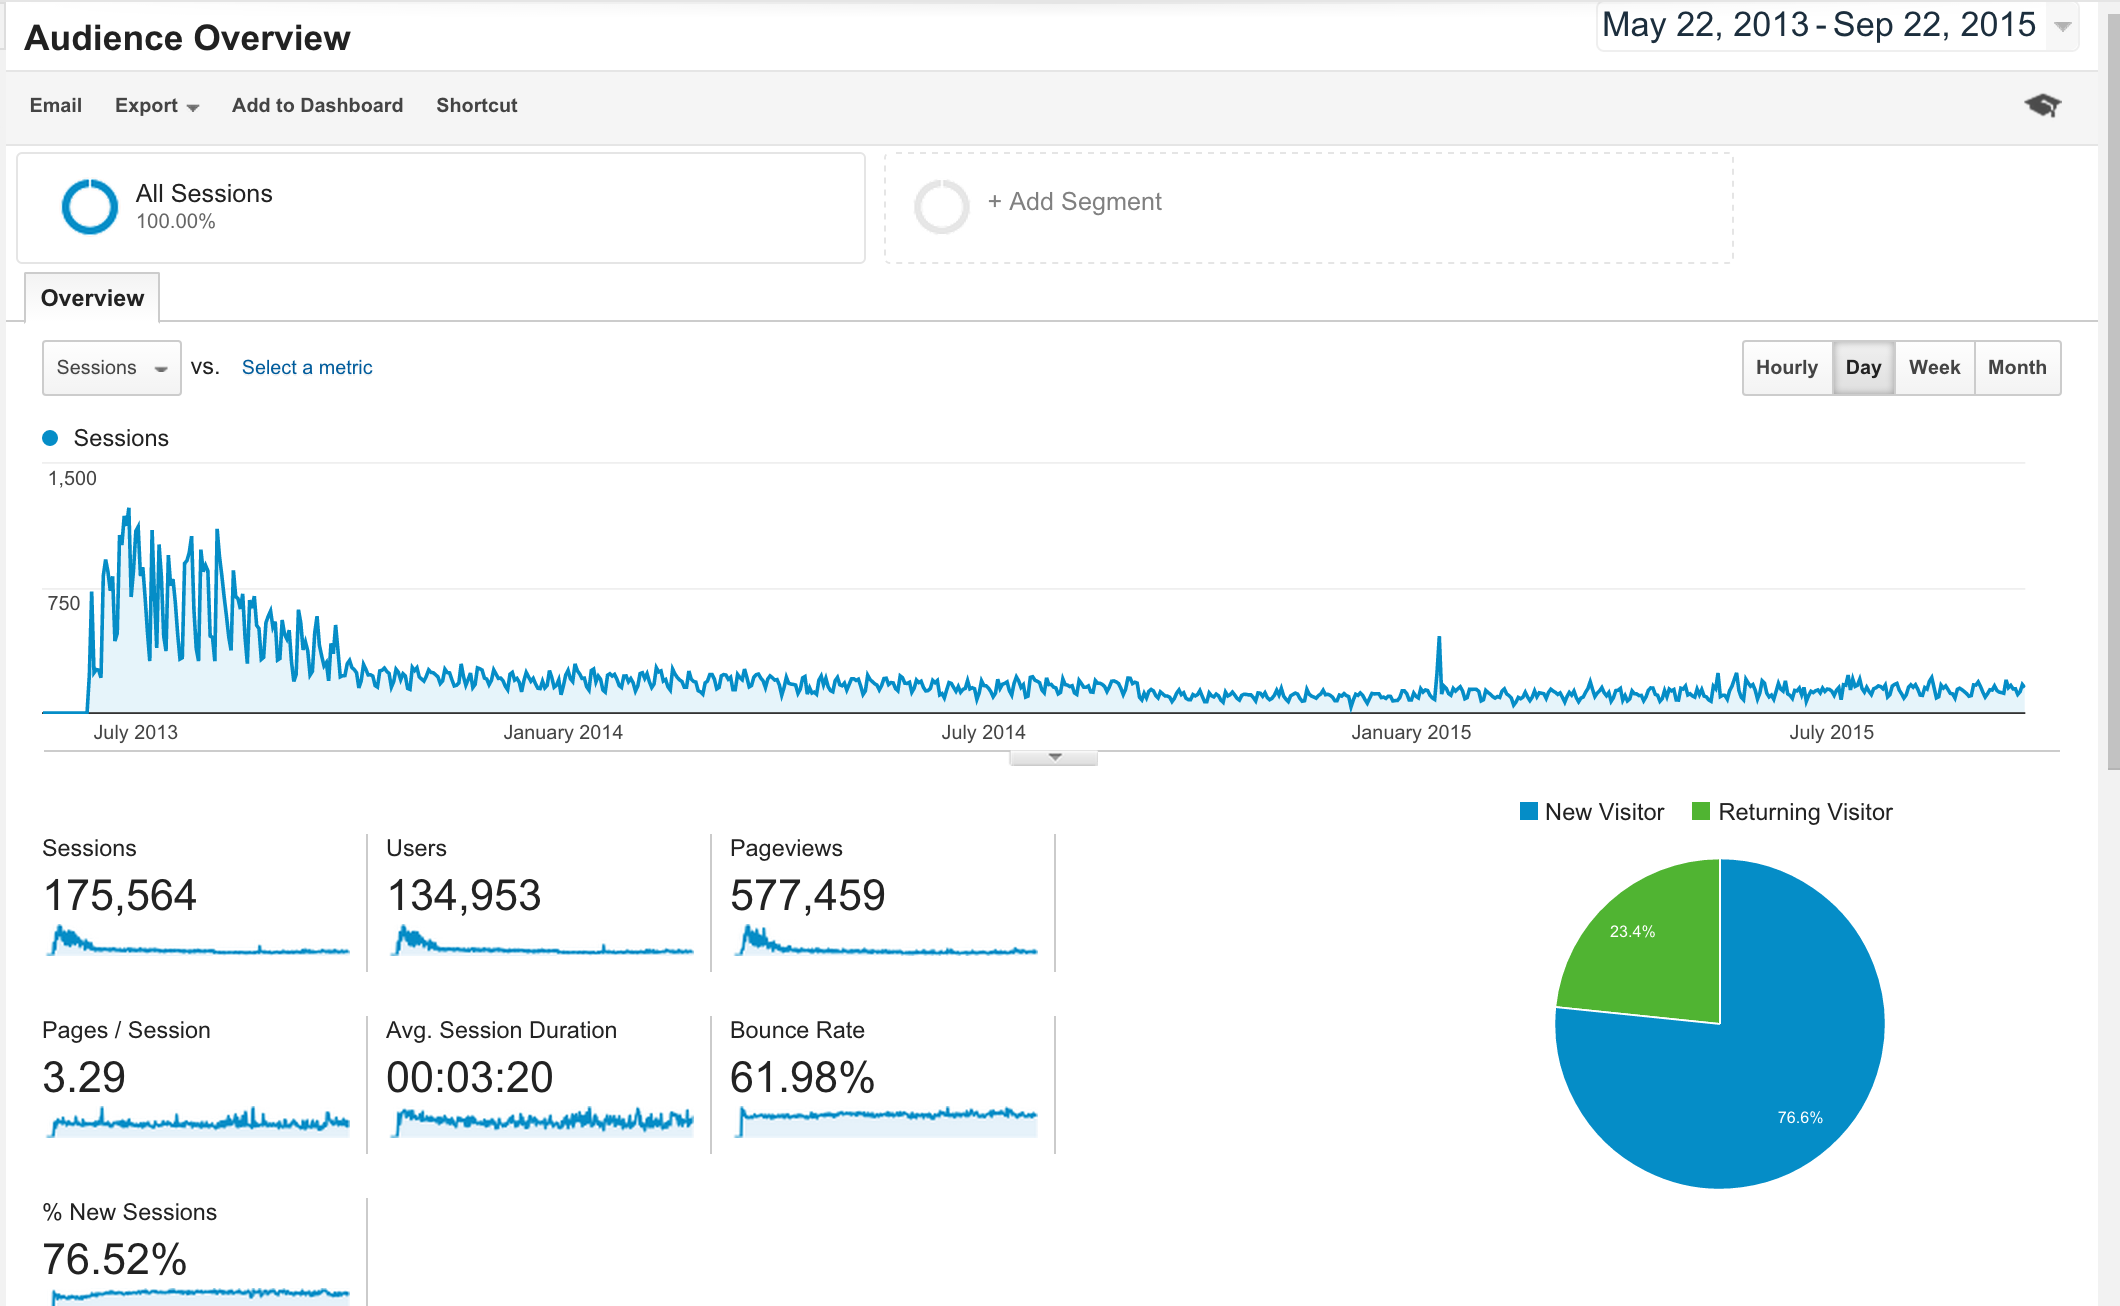 Audience Overview
May 22, 2013 - Sep 22, 2015
Email Export Add to Dashboard Shortcut
All Sessions
100.00%
+ Add Segment
Overview
Sessions vs. Select a metric
Hourly Day Week Month
Sessions
1,500
750
July 2013 January 2014 July 2014 January 2015 July 2015
New Visitor Returning Visitor
Sessions
175,564
Users
134,953
Pageviews
577,459
23.4%
76.6%
Pages / Session
3.29
Avg. Session Duration
00:03:20
Bounce Rate
61.98%
% New Sessions
76.52%